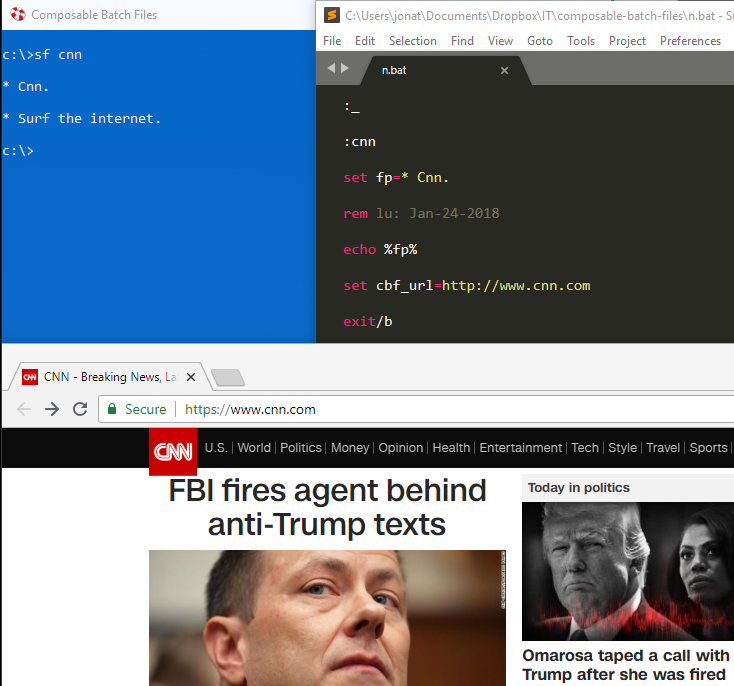 Composable Batch Files
c:\>sf cnn
* Cnn.
* Surf the internet.
c:\>
C:\Users\jonat\Documents\Dropbox\IT\composable-batch-files\n.bat - Su
File Edit Selection Find View Goto Tools Project Preferences
n.bat
:_
:cnn
set fp=* Cnn.
rem lu: Jan-24-2018
echo %fp%
set cbf_url=http://www.cnn.com
exit/b
CNN - Breaking News, La
Secure https://www.cnn.com
CNN U.S. World Politics Money Opinion Health Entertainment Tech Style Travel Sports
FBI fires agent behind
anti-Trump texts
Today in politics
Omarosa taped a call with
Trump after she was fired